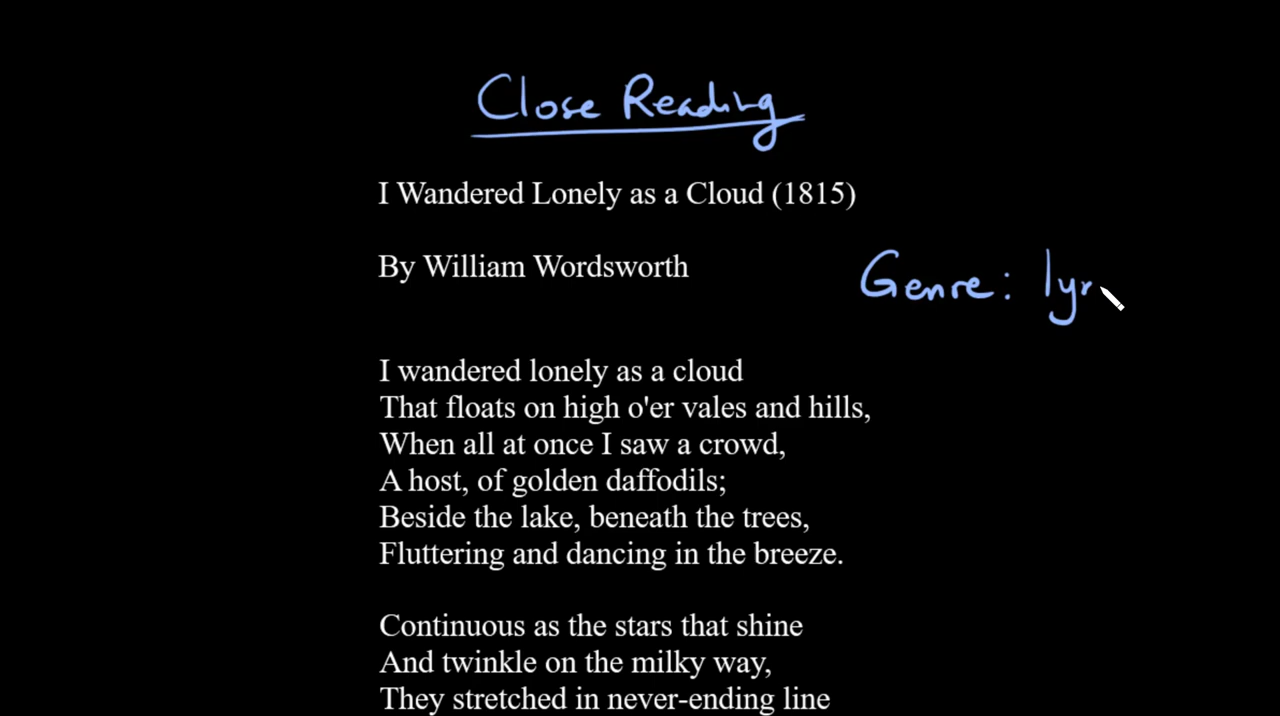 Close Reading
I Wandered Lonely as a Cloud (1815)
By William Wordsworth
Genre: lyr
I wandered lonely as a cloud
That floats on high o'er vales and hills,
When all at once I saw a crowd,
A host, of golden daffodils;
Beside the lake, beneath the trees,
Fluttering and dancing in the breeze.
Continuous as the stars that shine
And twinkle on the milky way,
They stretched in never-ending line